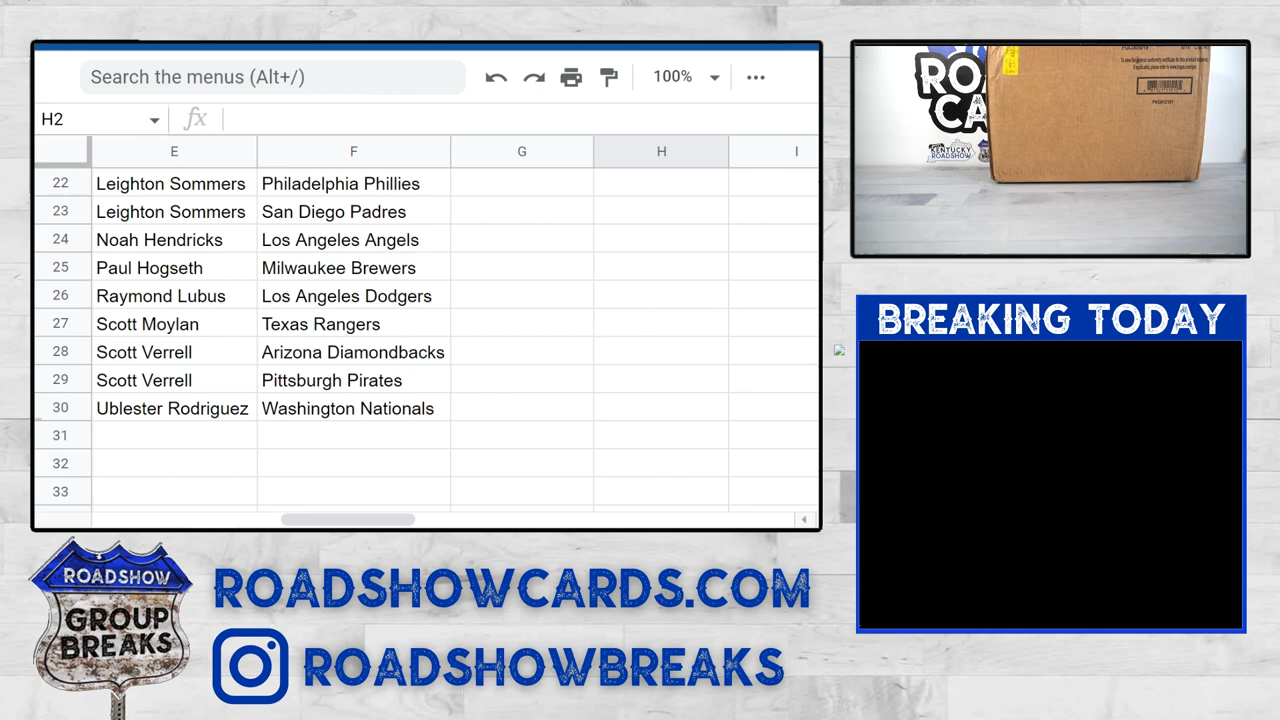 Search the menus (Alt+/)
100%
H2
fx
E F G H I
22 Leighton Sommers Philadelphia Phillies
23 Leighton Sommers San Diego Padres
24 Noah Hendricks Los Angeles Angels
25 Paul Hogseth Milwaukee Brewers
26 Raymond Lubus Los Angeles Dodgers
27 Scott Moylan Texas Rangers
28 Scott Verrell Arizona Diamondbacks
29 Scott Verrell Pittsburgh Pirates
30 Ublester Rodriguez Washington Nationals
31
32
33
RO
CA
KENTUCKY
ROADSHOW
BREAKING TODAY
ROADSHOW
GROUP
BREAKS
ROADSHOWCARDS.COM
ROADSHOWBREAKS